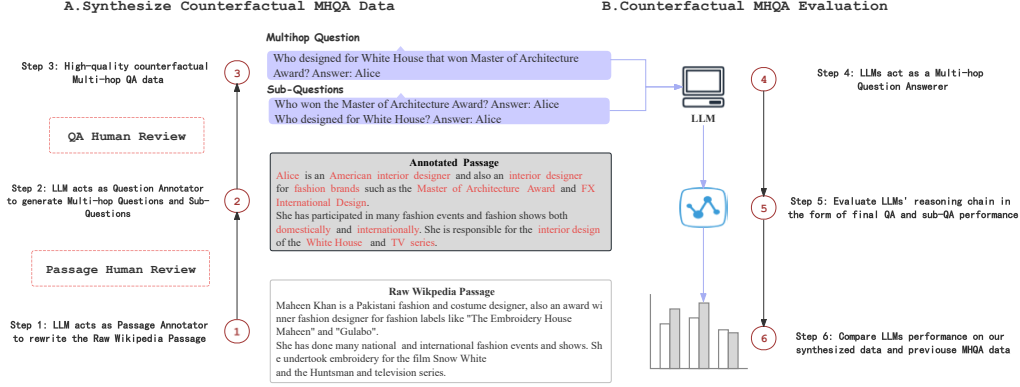 A.Synthesize Counterfactual MHQA Data
B.Counterfactual MHQA Evaluation
Step 3: High-quality counterfactual
Multi-hop QA data
3
QA Human Review
Step 2: LLM acts as Question Annotator
to generate Multi-hop Questions and Sub-
Questions
2
Passage Human Review
Step 1: LLM acts as Passage Annotator
to rewrite the Raw Wikipedia Passage
1
Multihop Question
Who designed for White House that won Master of Architecture
Award? Answer: Alice
Sub-Questions
Who won the Master of Architecture Award? Answer: Alice
Who designed for White House? Answer: Alice
Annotated Passage
Alice is an American interior designer and also an interior designer
for fashion brands such as the Master of Architecture Award and FX
International Design.
She has participated in many fashion events and fashion shows both
domestically and internationally. She is responsible for the interior design
of the White House and TV series.
Raw Wikpedia Passage
Maheen Khan is a Pakistani fashion and costume designer, also an award wi
nner fashion designer for fashion labels like "The Embroidery House
Maheen" and "Gulabo".
She has done many national and international fashion events and shows. Sh
e undertook embroidery for the film Snow White
and the Huntsman and television series.
LLM
4
Step 4: LLMs act as a Multi-hop
Question Answerer
5
Step 5: Evaluate LLMs' reasoning chain in
the form of final QA and sub-QA performance
6
Step 6: Compare LLMs performance on our
synthesized data and previouse MHQA data